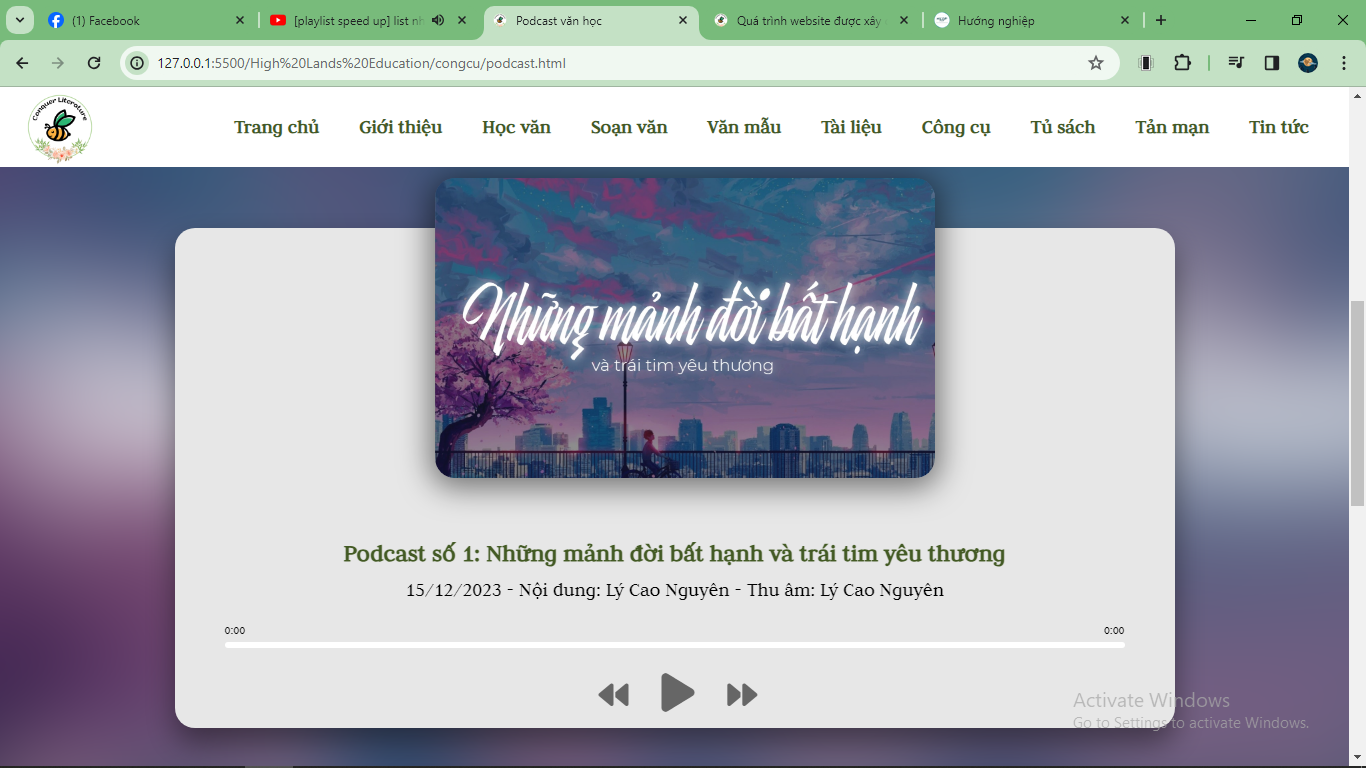 (1) Facebook
[playlist speed up] list nh
Podcast văn học
Quá trình website được xây
Hướng nghiệp
127.0.0.1:5500/High%20Lands%20Education/congcu/podcast.html
Conquer Literature
Trang chủ
Giới thiệu
Học văn
Soạn văn
Văn mẫu
Tài liệu
Công cụ
Tủ sách
Tản mạn
Tin tức
Những mảnh đời bất hạnh
và trái tim yêu thương
Podcast số 1: Những mảnh đời bất hạnh và trái tim yêu thương
15/12/2023 - Nội dung: Lý Cao Nguyên - Thu âm: Lý Cao Nguyên
0:00
0:00
Activate Windows
Go to Settings to activate Windows.